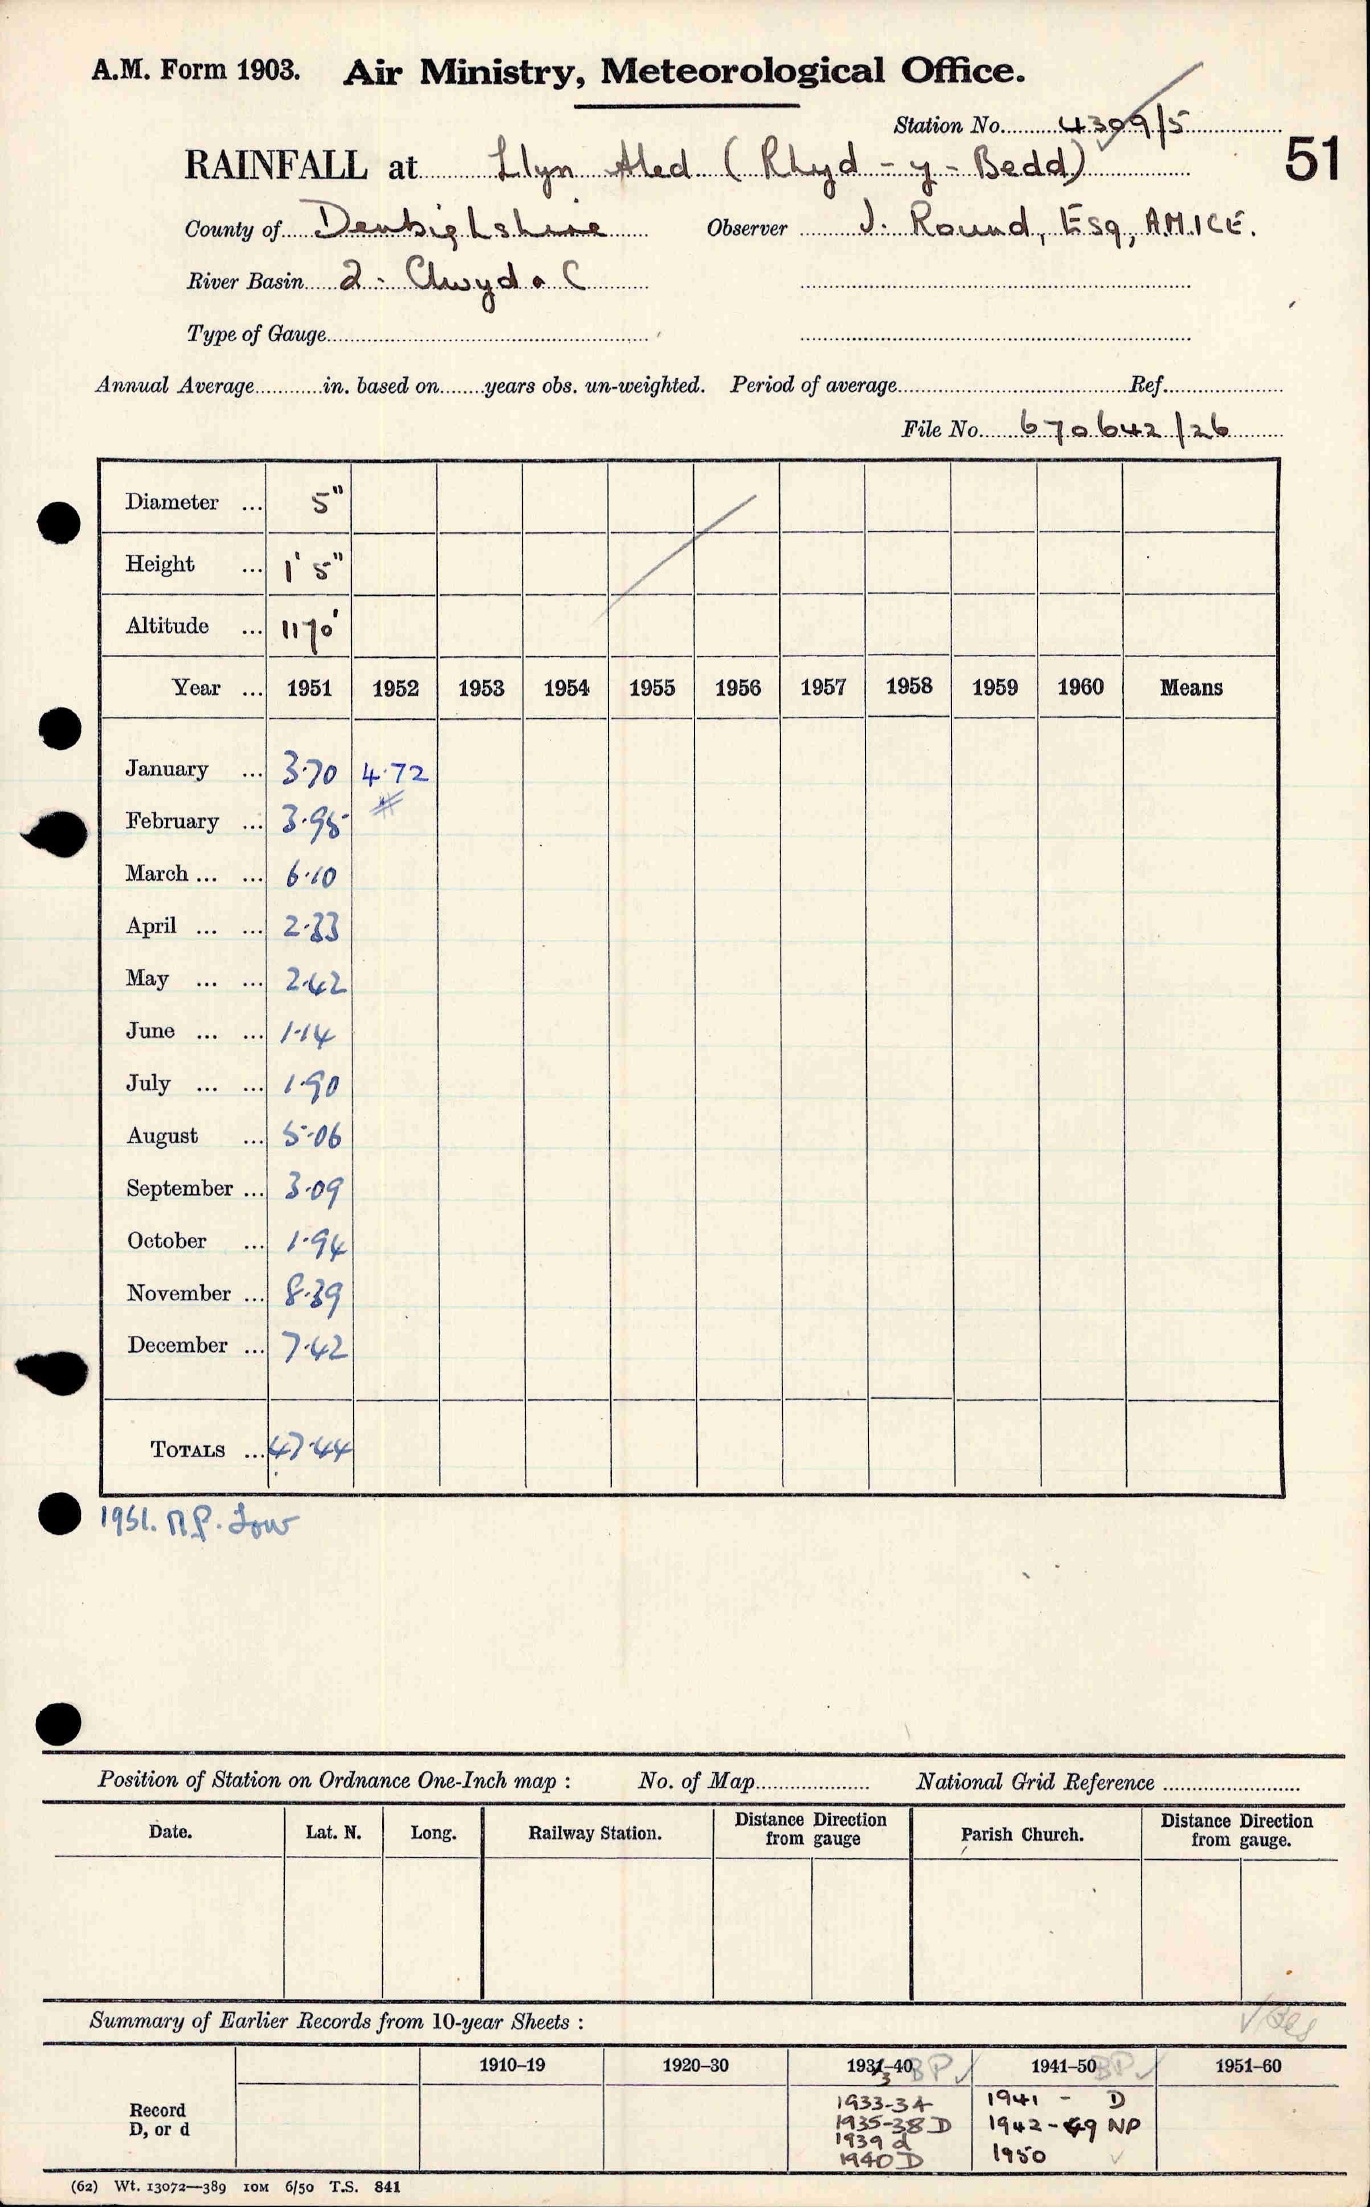 A.M. Form 1903. Air Ministry, Meteorological Office.
Station No. 4309/5
51
RAINFALL at Llyn Aled (Rhyd-y-Bedd)
County of Denbighshire Observer J. Round, Esq, A.M.I.C.E.
River Basin 2. Clwyd & C
Type of Gauge
Annual Average in. based on years obs. un-weighted. Period of average Ref.
File No. 670642/26
Diameter ... 5"
Height ... 1' 5"
Altitude ... 1170'
Year ... 1951 1952 1953 1954 1955 1956 1957 1958 1959 1960 Means
January ... 3.70 4.72
February ... 3.95
March ... ... 6.10
April ... ... 2.33
May ... ... 2.42
June ... ... 1.14
July ... ... 1.90
August ... 5.06
September ... 3.09
October ... 1.94
November ... 8.39
December ... 7.42
TOTALS ... 47.44
1951. N.P. Low
Position of Station on Ordnance One-Inch map : No. of Map National Grid Reference
Date. Lat. N. Long. Railway Station. Distance from Direction gauge Parish Church. Distance from Direction gauge.
Summary of Earlier Records from 10-year Sheets :
1910-19 1920-30 1931-40 BP ✓ 1941-50 BP ✓ 1951-60
3
Record D, or d
1933-34 1941 - D
1935-38 D 1942-49 NP
1939 d 1950 ✓
1940 D
(62) Wt. 13072—389 10M 6/50 T.S. 841